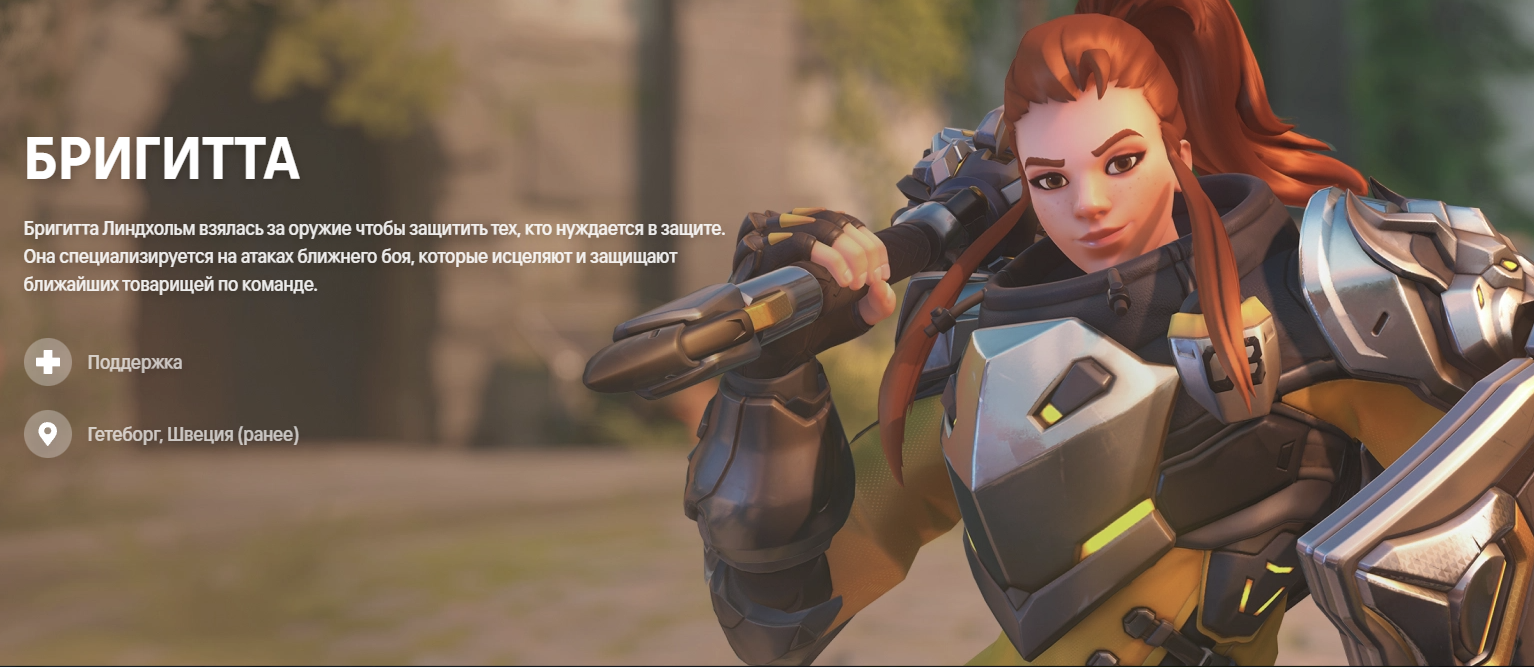 БРИГИТТА
Бригитта Линдхольм взялась за оружие чтобы защитить тех, кто нуждается в защите.
Она специализируется на атаках ближнего боя, которые исцеляют и защищают
ближайших товарищей по команде.
Поддержка
Гетеборг, Швеция (ранее)